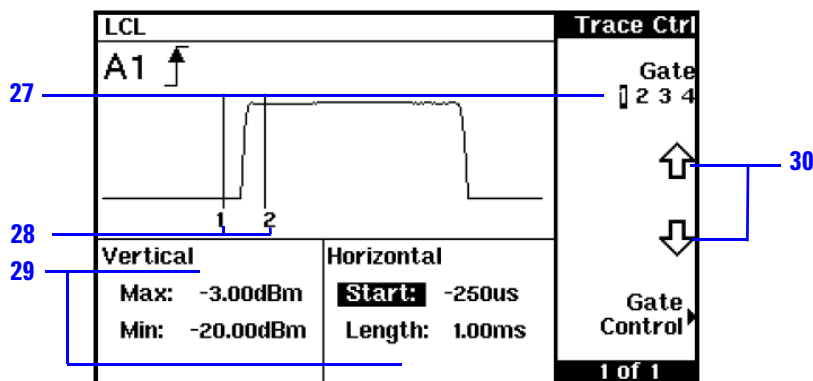 LCL
Trace Ctrl
A1
Gate
1 2 3 4
27
30
1 2
28
29
Vertical
Max: -3.00dBm
Min: -20.00dBm
Horizontal
Start: -250us
Length: 1.00ms
Gate
Control
1 of 1